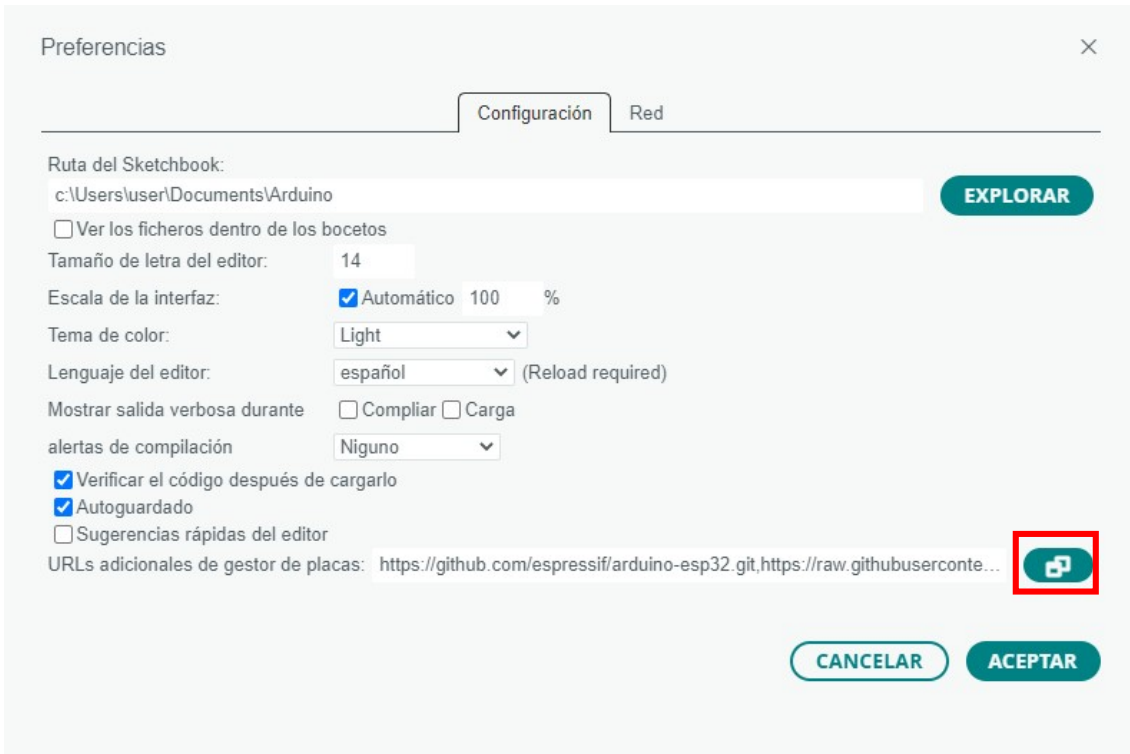 Preferencias
Configuración Red
Ruta del Sketchbook:
c:\Users\user\Documents\Arduino EXPLORAR
Ver los ficheros dentro de los bocetos
Tamaño de letra del editor: 14
Escala de la interfaz: Automático 100 %
Tema de color: Light
Lenguaje del editor: español (Reload required)
Mostrar salida verbosa durante Compliar Carga
alertas de compilación Niguno
Verificar el código después de cargarlo
Autoguardado
Sugerencias rápidas del editor
URLs adicionales de gestor de placas: https://github.com/espressif/arduino-esp32.git,https://raw.githubuserconte...
CANCELAR ACEPTAR